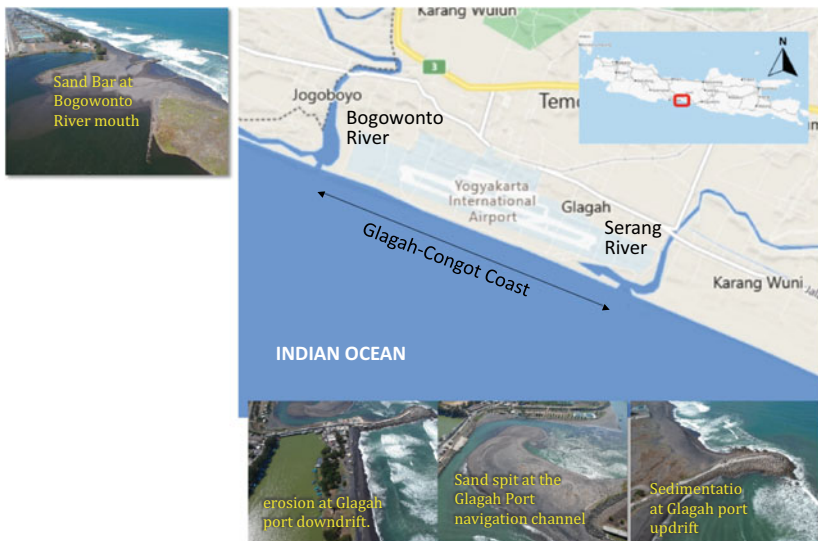 Sand Bar at
Bogowonto
River mouth
Karang Wulun
3
N
Jogoboyo
Temo
Bogowonto
River
Yogyakarta
International
Airport
Glagah
Serang
River
Glagah-Congot Coast
Karang Wuni
Jala
INDIAN OCEAN
erosion at Glagah
port downdrift.
Sand spit at the
Glagah Port
navigation channel
Sedimentatio
at Glagah port
updrift